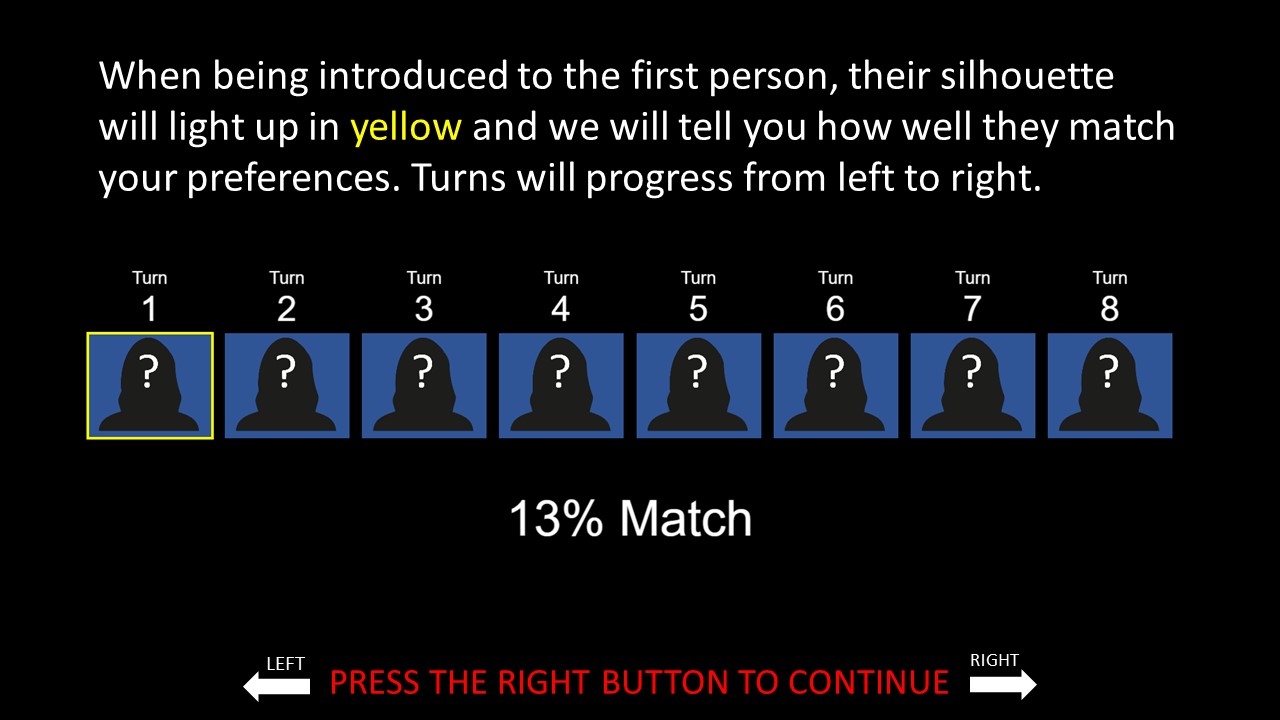 When being introduced to the first person, their silhouette
will light up in yellow and we will tell you how well they match
your preferences. Turns will progress from left to right.
Turn Turn Turn Turn Turn Turn Turn Turn
1 2 3 4 5 6 7 8
? ? ? ? ? ? ? ?
13% Match
LEFT PRESS THE RIGHT BUTTON TO CONTINUE RIGHT